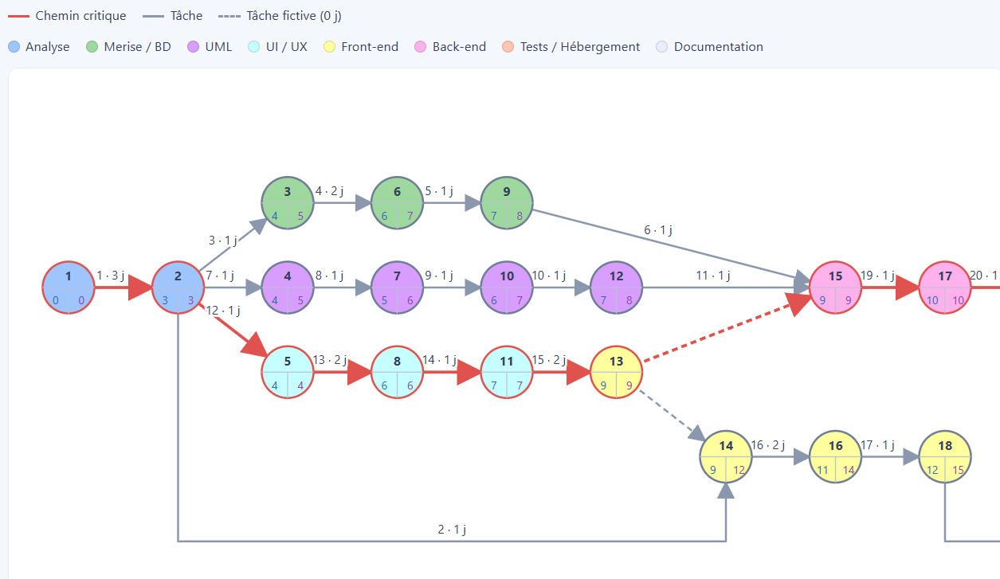 Chemin critique Tâche Tâche fictive (0 j)
Analyse Merise / BD UML UI / UX Front-end Back-end Tests / Hébergement Documentation
3 4 · 2 j 6 5 · 1 j 9
4 5 6 7 7 8
3 · 1 j 6 · 1 j
1 1 · 3 j 2 7 · 1 j 4 8 · 1 j 7 9 · 1 j 10 10 · 1 j 12 11 · 1 j 15 19 · 1 j 17 20 · 1
0 0 3 3 4 5 5 6 6 7 7 8 9 9 10 10
12 · 1 j
5 13 · 2 j 8 14 · 1 j 11 15 · 2 j 13
4 4 6 6 7 7 9 9
14 16 · 2 j 16 17 · 1 j 18
9 12 11 14 12 15
2 · 1 j